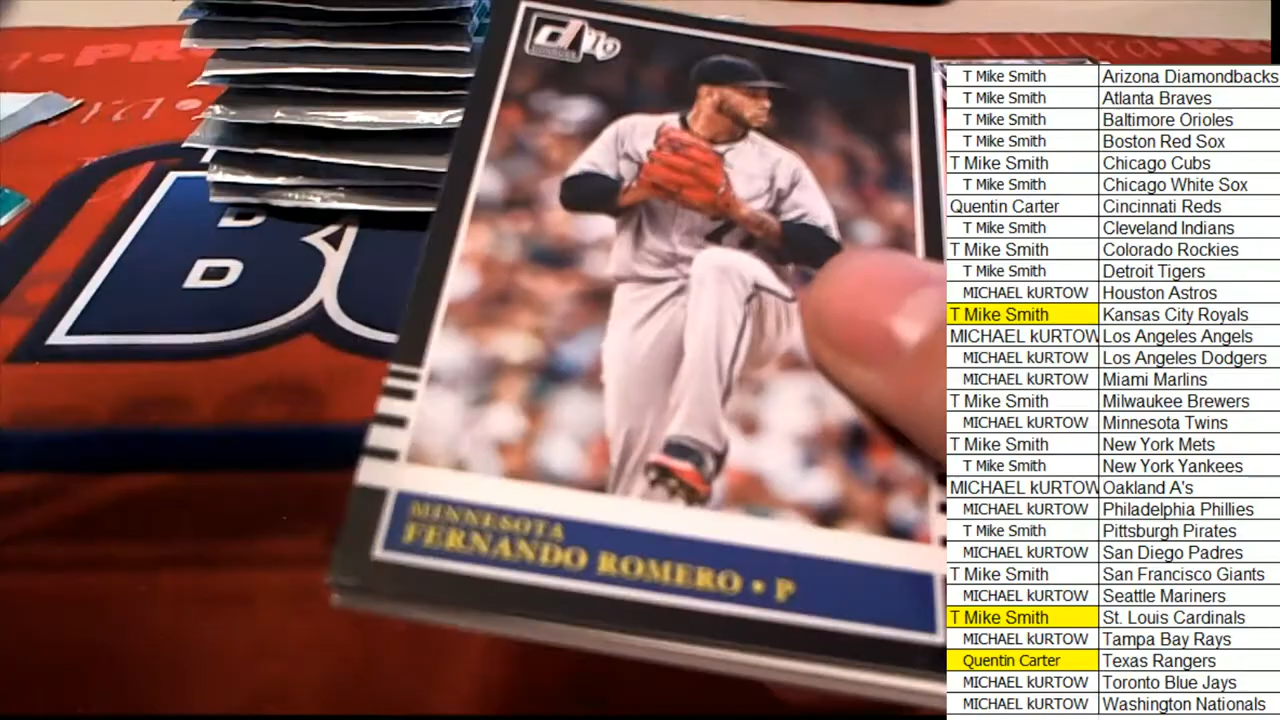 MINNESOTA
FERNANDO ROMERO • P
T Mike Smith Arizona Diamondbacks
T Mike Smith Atlanta Braves
T Mike Smith Baltimore Orioles
T Mike Smith Boston Red Sox
T Mike Smith Chicago Cubs
T Mike Smith Chicago White Sox
Quentin Carter Cincinnati Reds
T Mike Smith Cleveland Indians
T Mike Smith Colorado Rockies
T Mike Smith Detroit Tigers
MICHAEL kURTOW Houston Astros
T Mike Smith Kansas City Royals
MICHAEL kURTOW Los Angeles Angels
MICHAEL kURTOW Los Angeles Dodgers
MICHAEL kURTOW Miami Marlins
T Mike Smith Milwaukee Brewers
MICHAEL kURTOW Minnesota Twins
T Mike Smith New York Mets
T Mike Smith New York Yankees
MICHAEL kURTOW Oakland A's
MICHAEL kURTOW Philadelphia Phillies
T Mike Smith Pittsburgh Pirates
MICHAEL kURTOW San Diego Padres
T Mike Smith San Francisco Giants
MICHAEL kURTOW Seattle Mariners
T Mike Smith St. Louis Cardinals
MICHAEL kURTOW Tampa Bay Rays
Quentin Carter Texas Rangers
MICHAEL kURTOW Toronto Blue Jays
MICHAEL kURTOW Washington Nationals